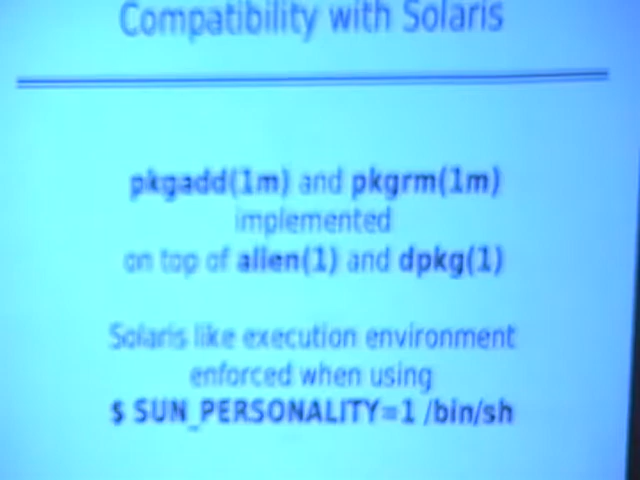 Compatibility with Solaris
pkgadd(1m) and pkgrm(1m)
implemented
on top of alien(1) and dpkg(1)
Solaris like execution environment
enforced when using
$ SUN_PERSONALITY=1 /bin/sh